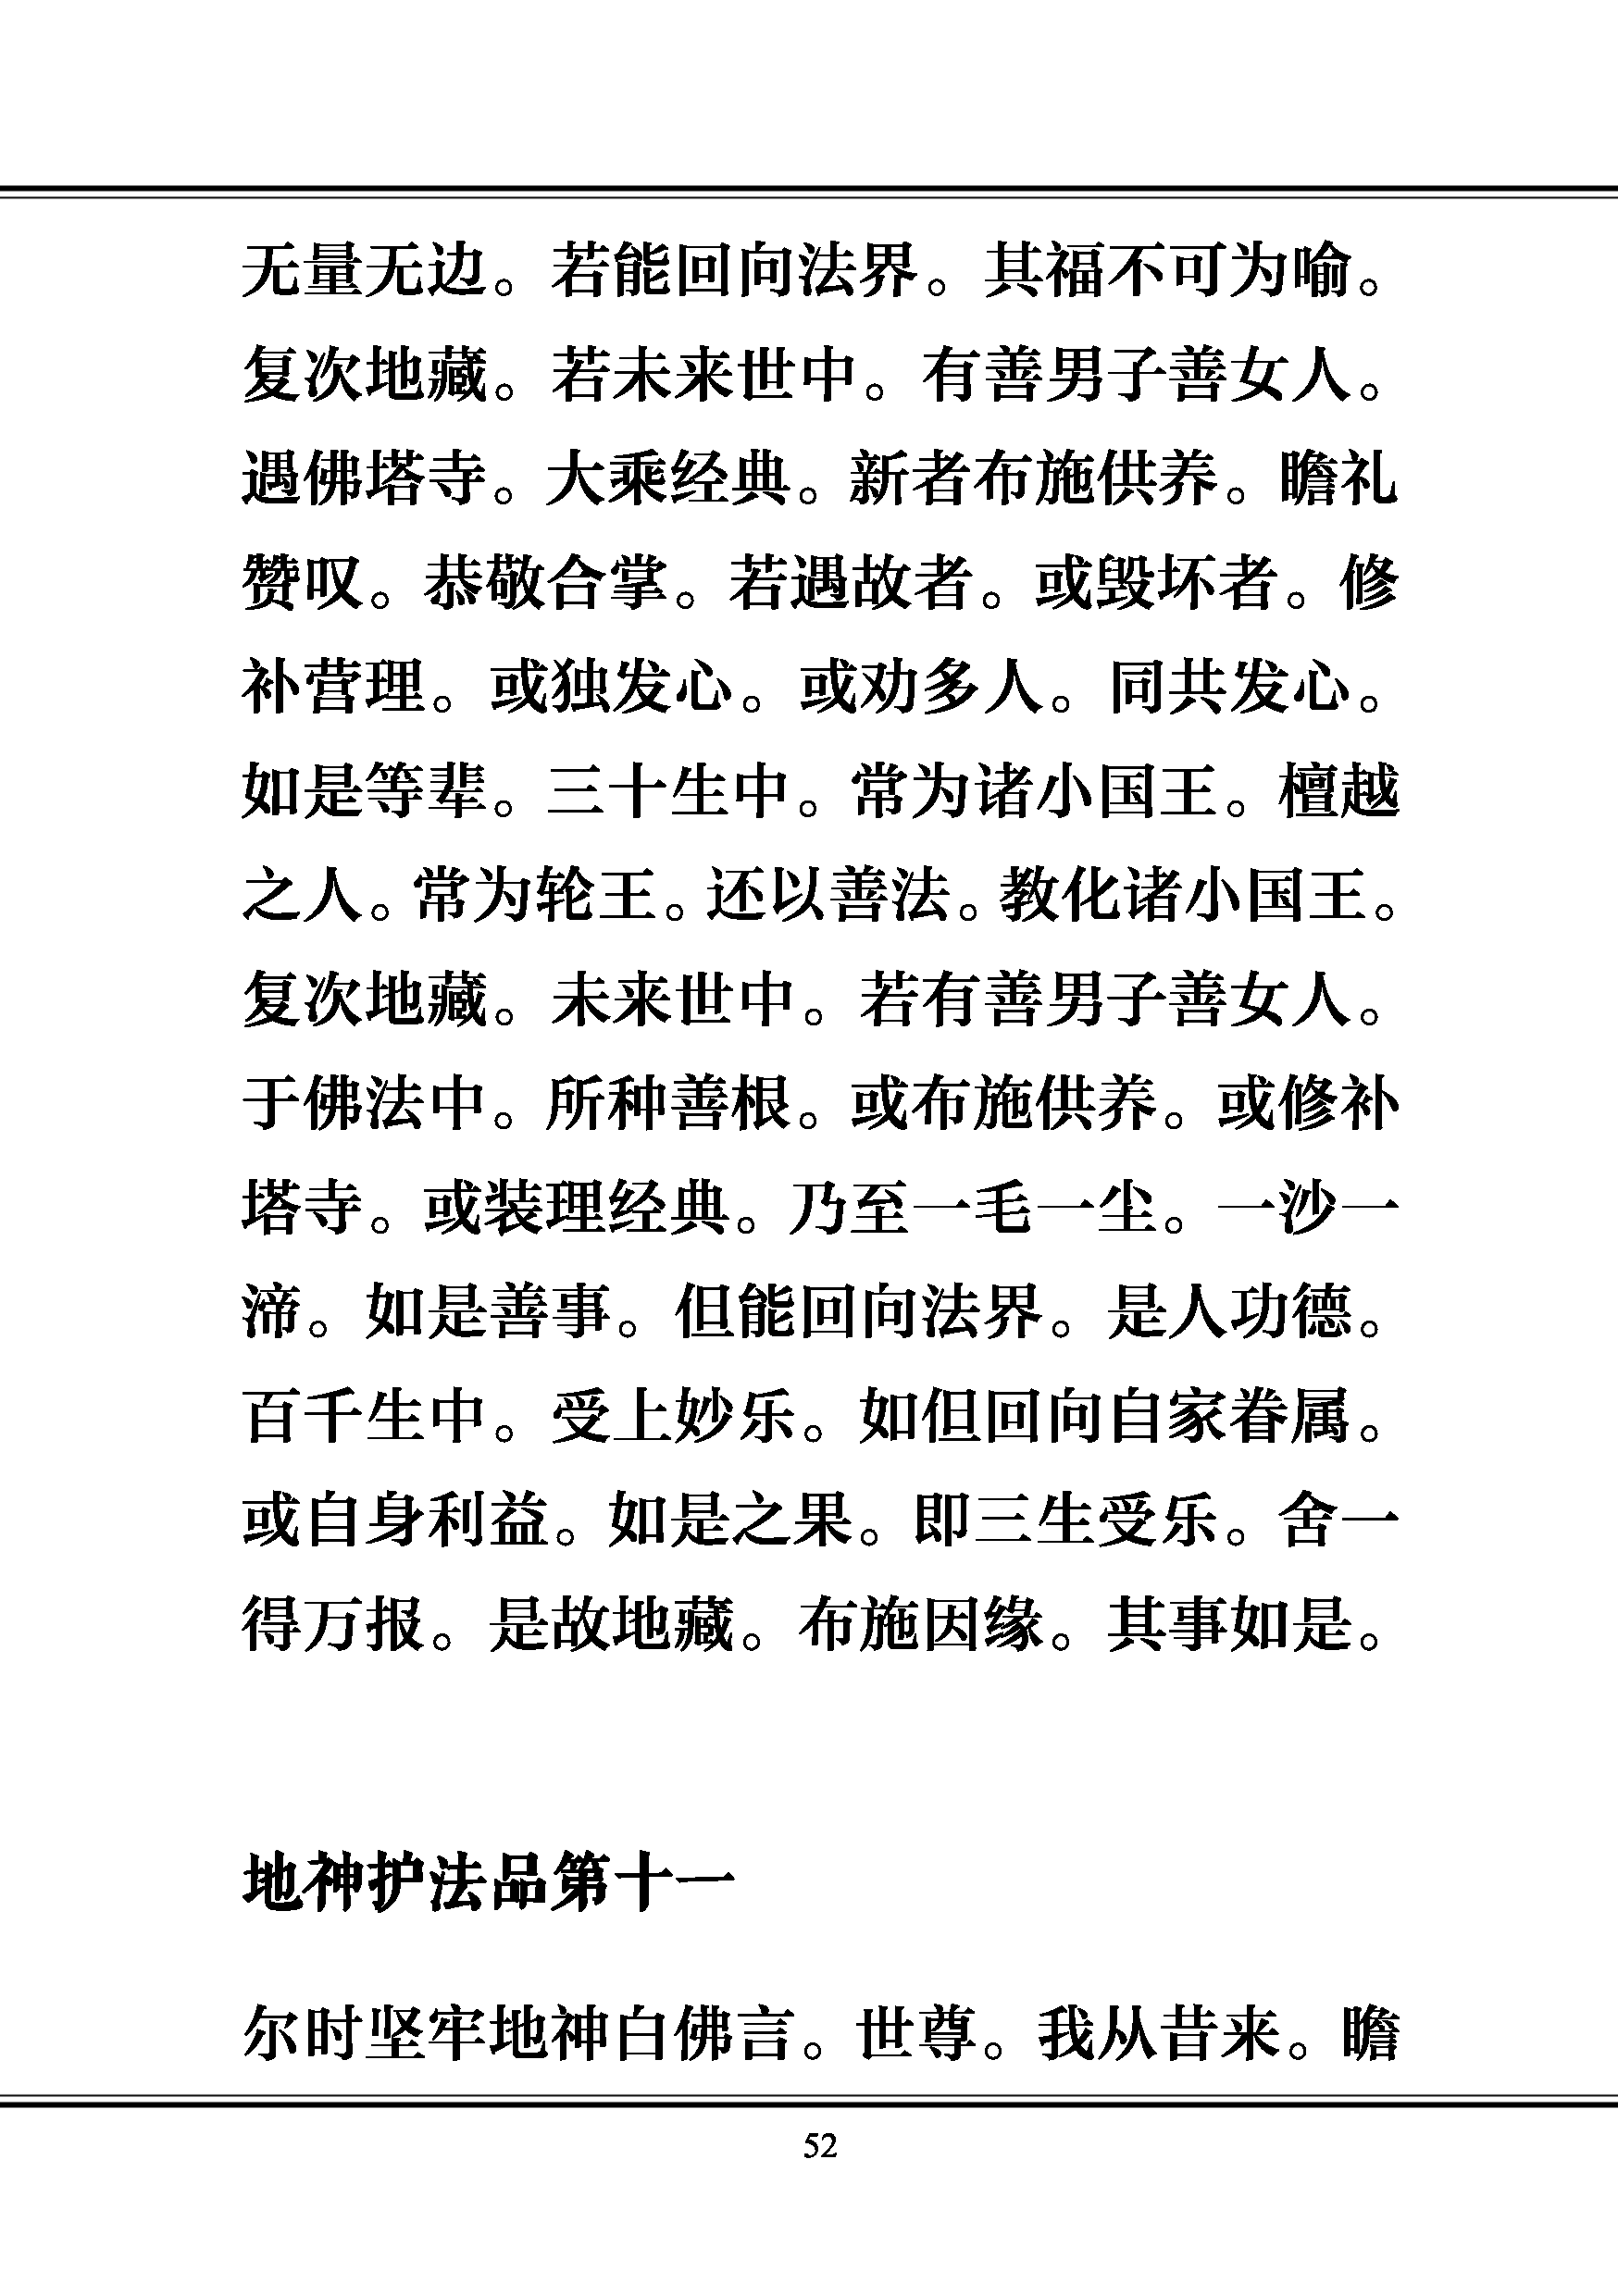 无量无边。若能回向法界。其福不可为喻。
复次地藏。若未来世中。有善男子善女人。
遇佛塔寺。大乘经典。新者布施供养。瞻礼
赞叹。恭敬合掌。若遇故者。或毁坏者。修
补营理。或独发心。或劝多人。同共发心。
如是等辈。三十生中。常为诸小国王。檀越
之人。常为轮王。还以善法。教化诸小国王。
复次地藏。未来世中。若有善男子善女人。
于佛法中。所种善根。或布施供养。或修补
塔寺。或装理经典。乃至一毛一尘。一沙一
渧。如是善事。但能回向法界。是人功德。
百千生中。受上妙乐。如但回向自家眷属。
或自身利益。如是之果。即三生受乐。舍一
得万报。是故地藏。布施因缘。其事如是。
地神护法品第十一
尔时坚牢地神白佛言。世尊。我从昔来。瞻
52